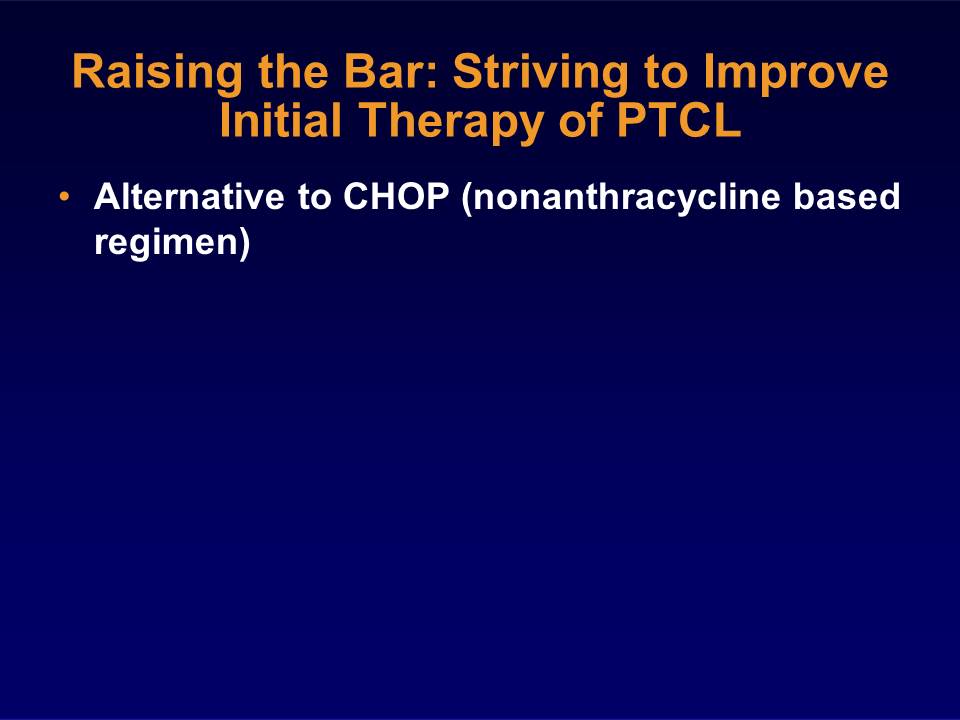 Raising the Bar: Striving to Improve
Initial Therapy of PTCL
• Alternative to CHOP (nonanthracycline based
regimen)